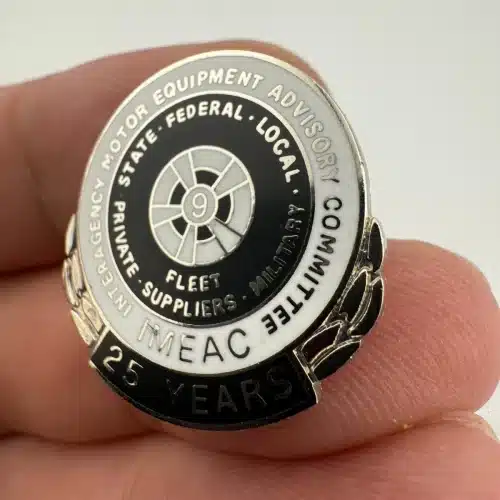 INTERAGENCY MOTOR EQUIPMENT ADVISORY COMMITTEE
STATE · FEDERAL · LOCAL ·
MILITARY · SUPPLIERS · PRIVATE ·
9
FLEET
IMEAC
25 YEARS